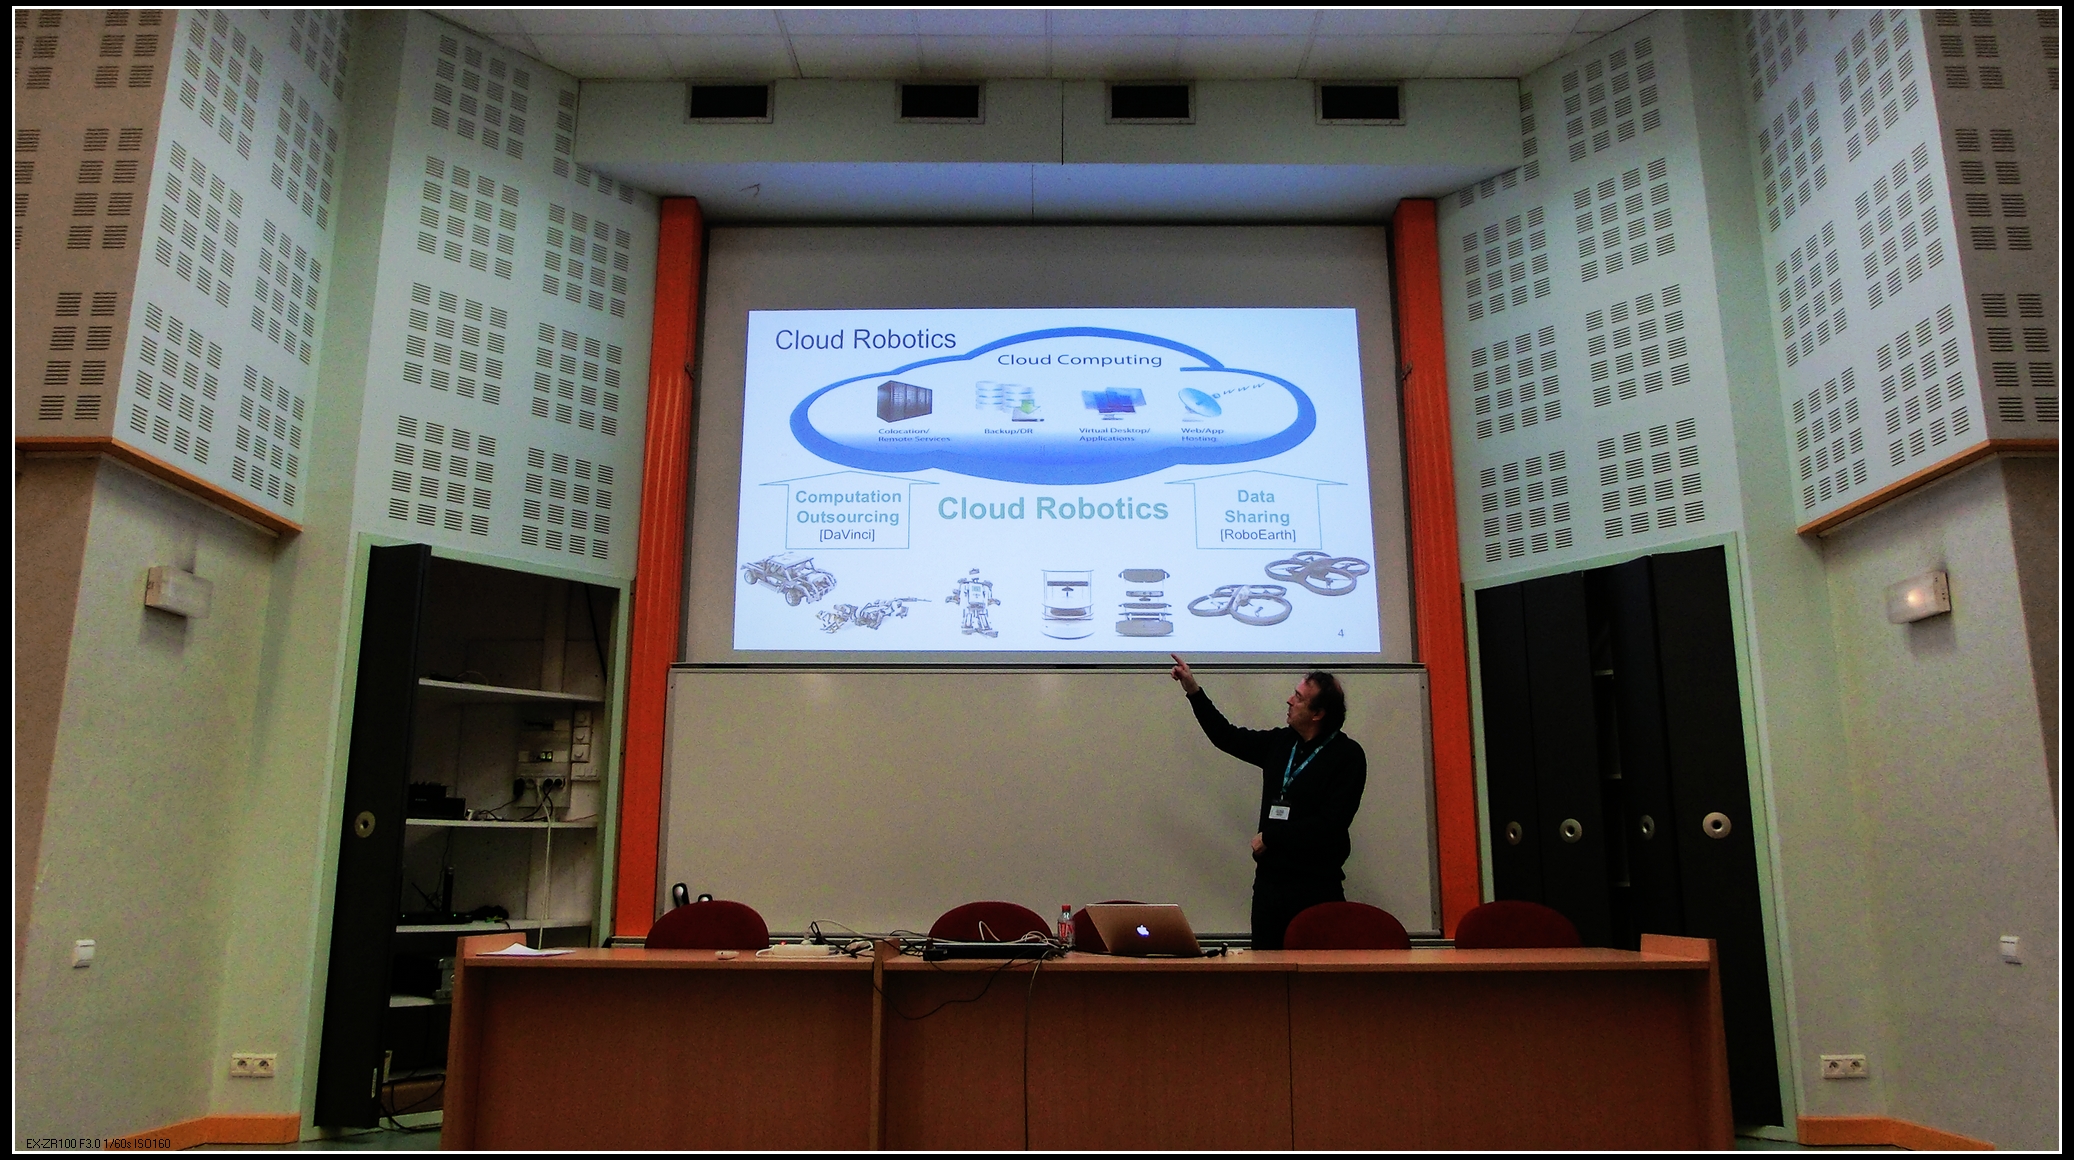 Cloud Robotics
Cloud Computing
www
Colocation/
Remote Services
Backup/DR
Virtual Desktop/
Applications
Web/App
Hosting
Computation
Outsourcing
[DaVinci]
Cloud Robotics
Data
Sharing
[RoboEarth]
4
EX-ZR100 F3.0 1/60s ISO160